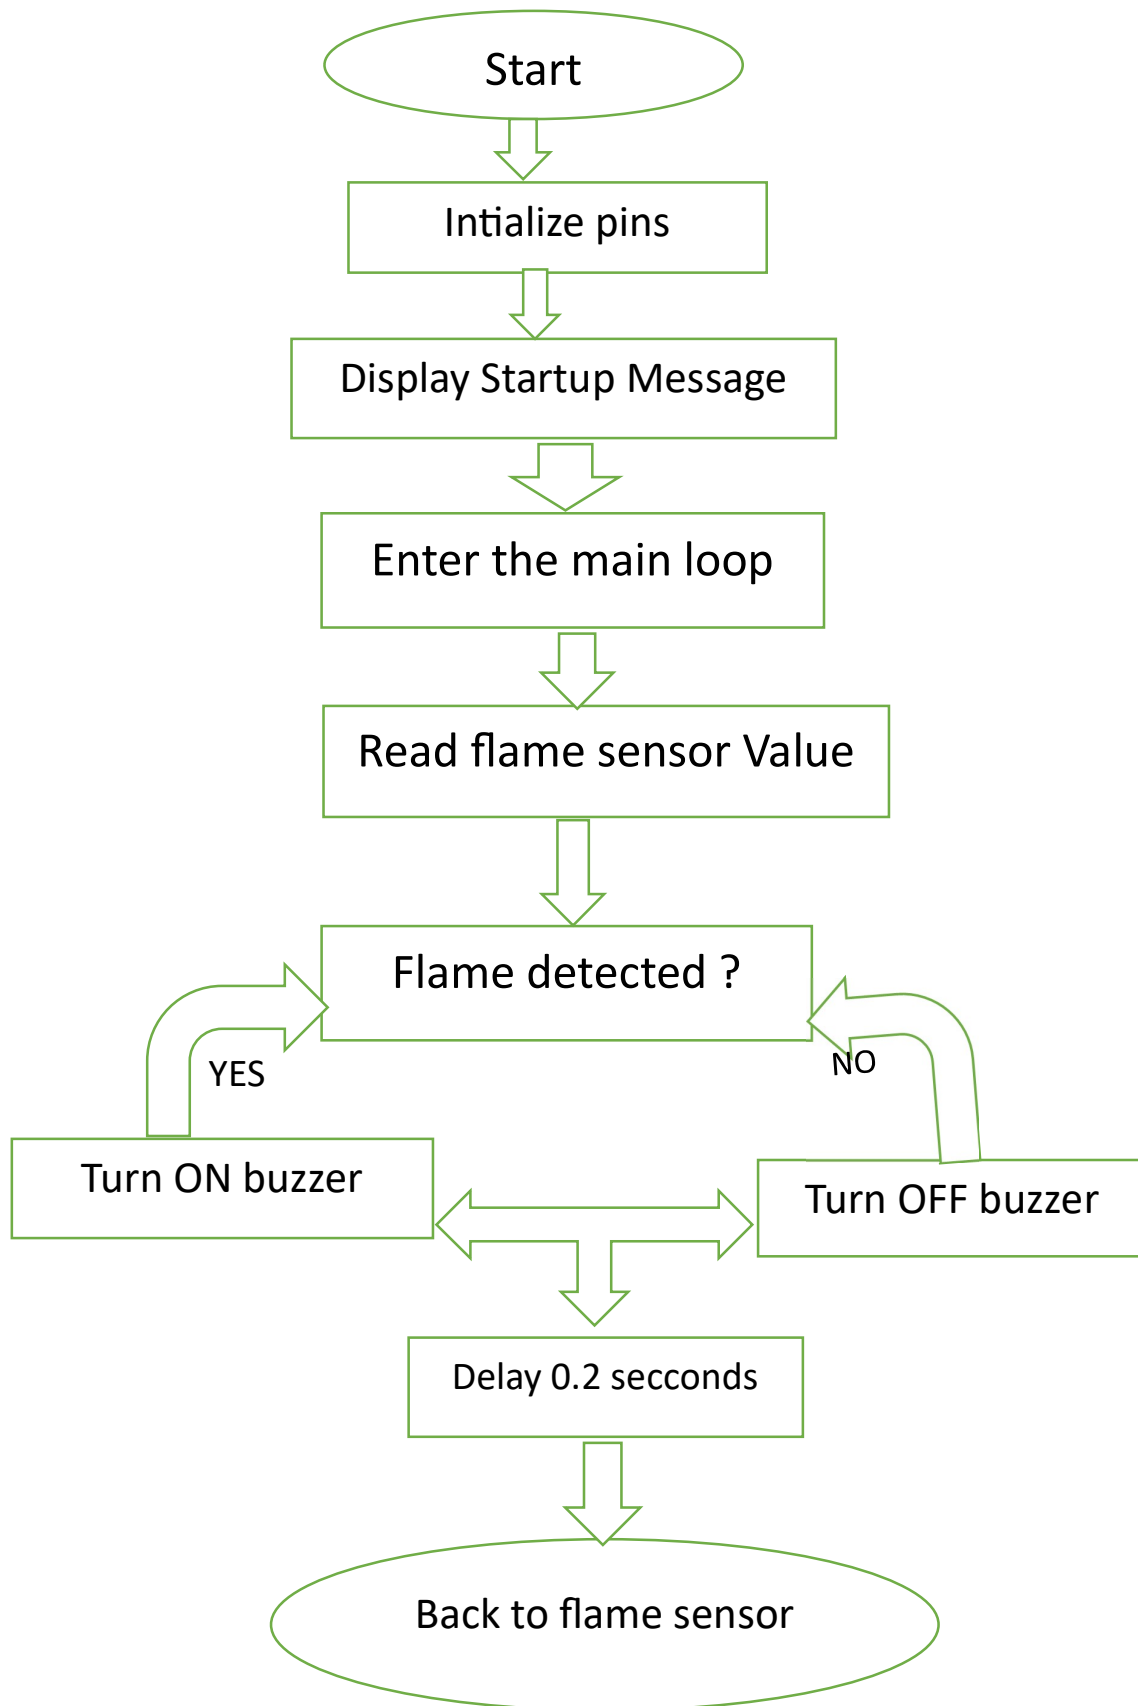 Start
Intialize pins
Display Startup Message
Enter the main loop
Read flame sensor Value
Flame detected ?
YES
NO
Turn ON buzzer
Turn OFF buzzer
Delay 0.2 secconds
Back to flame sensor